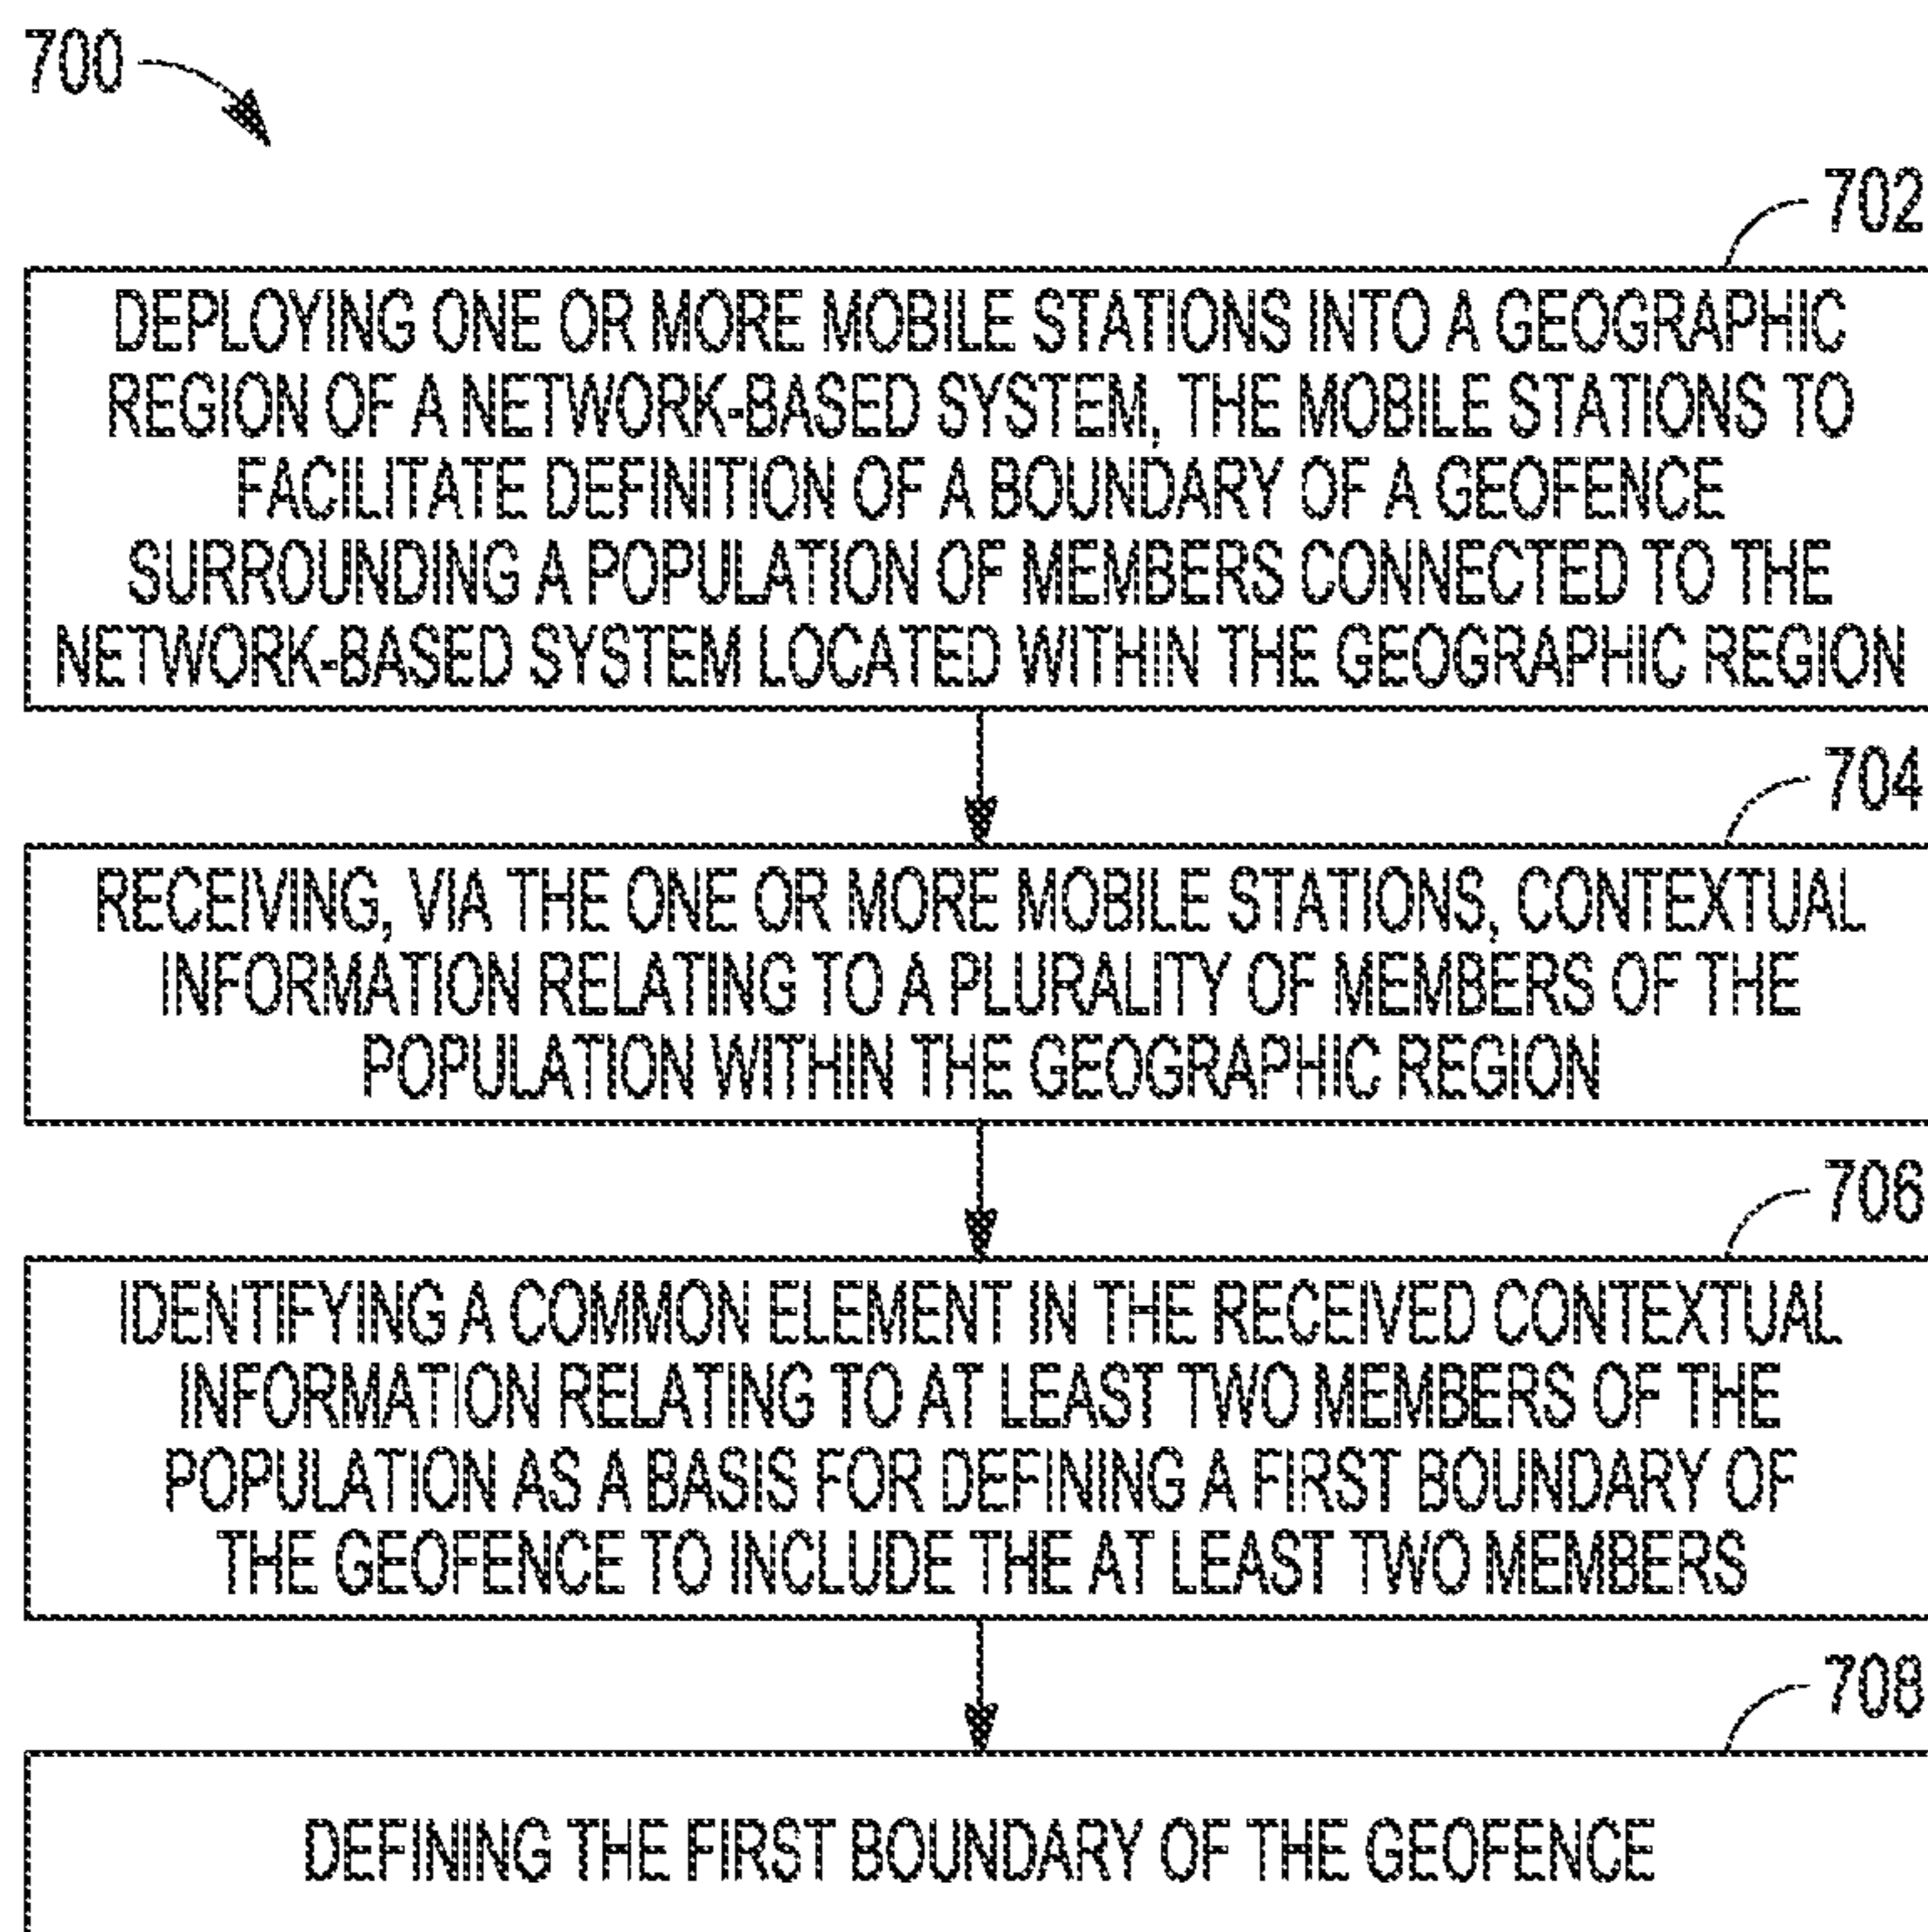 700
702
DEPLOYING ONE OR MORE MOBILE STATIONS INTO A GEOGRAPHIC
REGION OF A NETWORK-BASED SYSTEM, THE MOBILE STATIONS TO
FACILITATE DEFINITION OF A BOUNDARY OF A GEOFENCE
SURROUNDING A POPULATION OF MEMBERS CONNECTED TO THE
NETWORK-BASED SYSTEM LOCATED WITHIN THE GEOGRAPHIC REGION
704
RECEIVING, VIA THE ONE OR MORE MOBILE STATIONS, CONTEXTUAL
INFORMATION RELATING TO A PLURALITY OF MEMBERS OF THE
POPULATION WITHIN THE GEOGRAPHIC REGION
706
IDENTIFYING A COMMON ELEMENT IN THE RECEIVED CONTEXTUAL
INFORMATION RELATING TO AT LEAST TWO MEMBERS OF THE
POPULATION AS A BASIS FOR DEFINING A FIRST BOUNDARY OF
THE GEOFENCE TO INCLUDE THE AT LEAST TWO MEMBERS
708
DEFINING THE FIRST BOUNDARY OF THE GEOFENCE